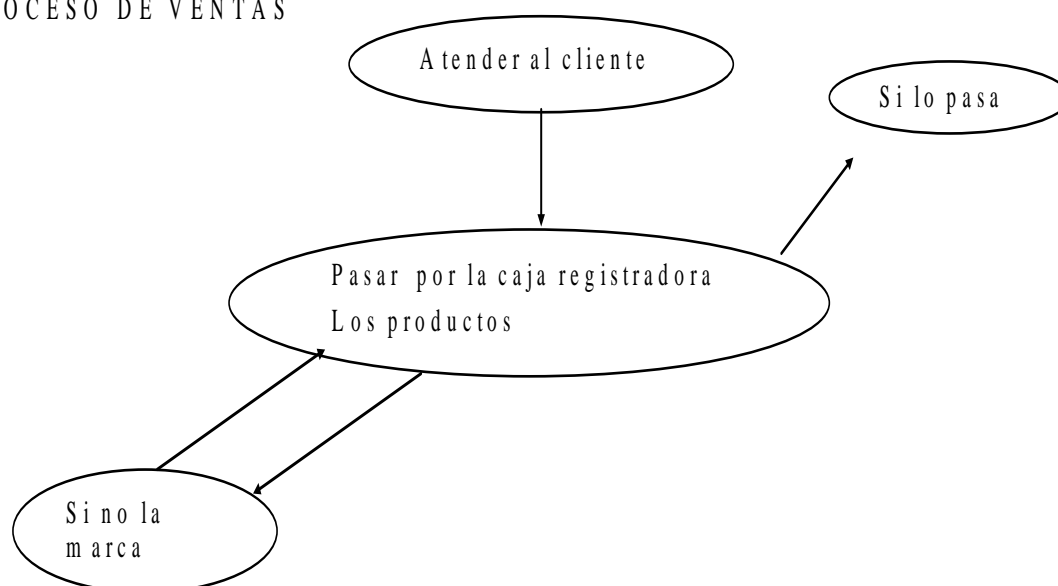 OCESO DE VENTAS
Atender al cliente
Si lo pasa
Pasar por la caja registradora
Los productos
Si no la
marca